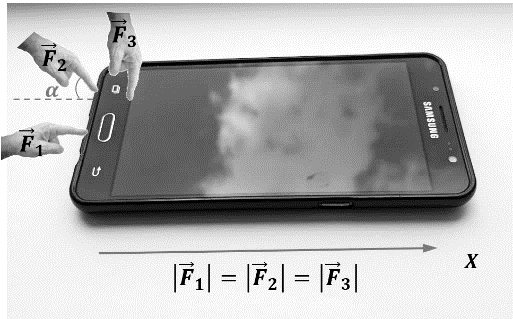 F⃗₃
F⃗₂
α
F⃗₁
SAMSUNG
X
|F⃗₁| = |F⃗₂| = |F⃗₃|